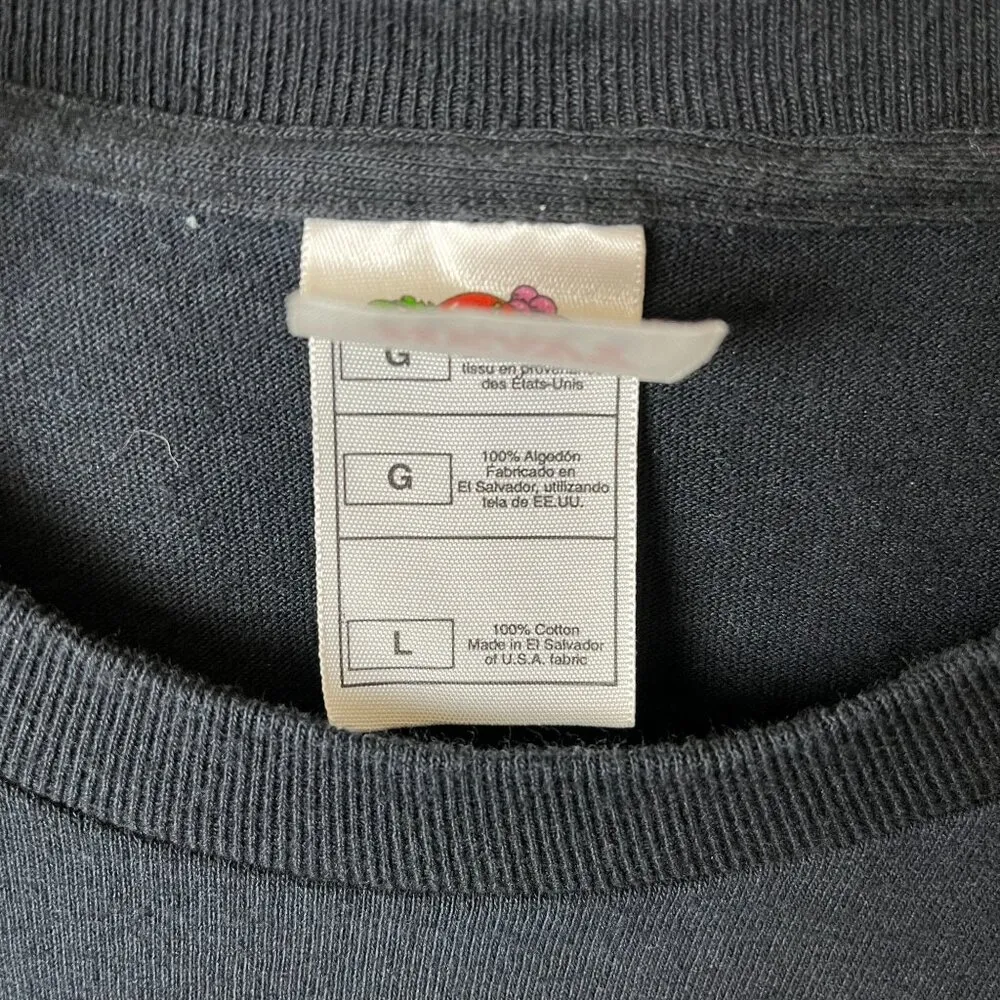 G
tissu en
des États-Unis
G
100% Algodón
Fabricado en
El Salvador, utilizando
tela de EE.UU.
L
100% Cotton
Made in El Salvador
of U.S.A. fabric